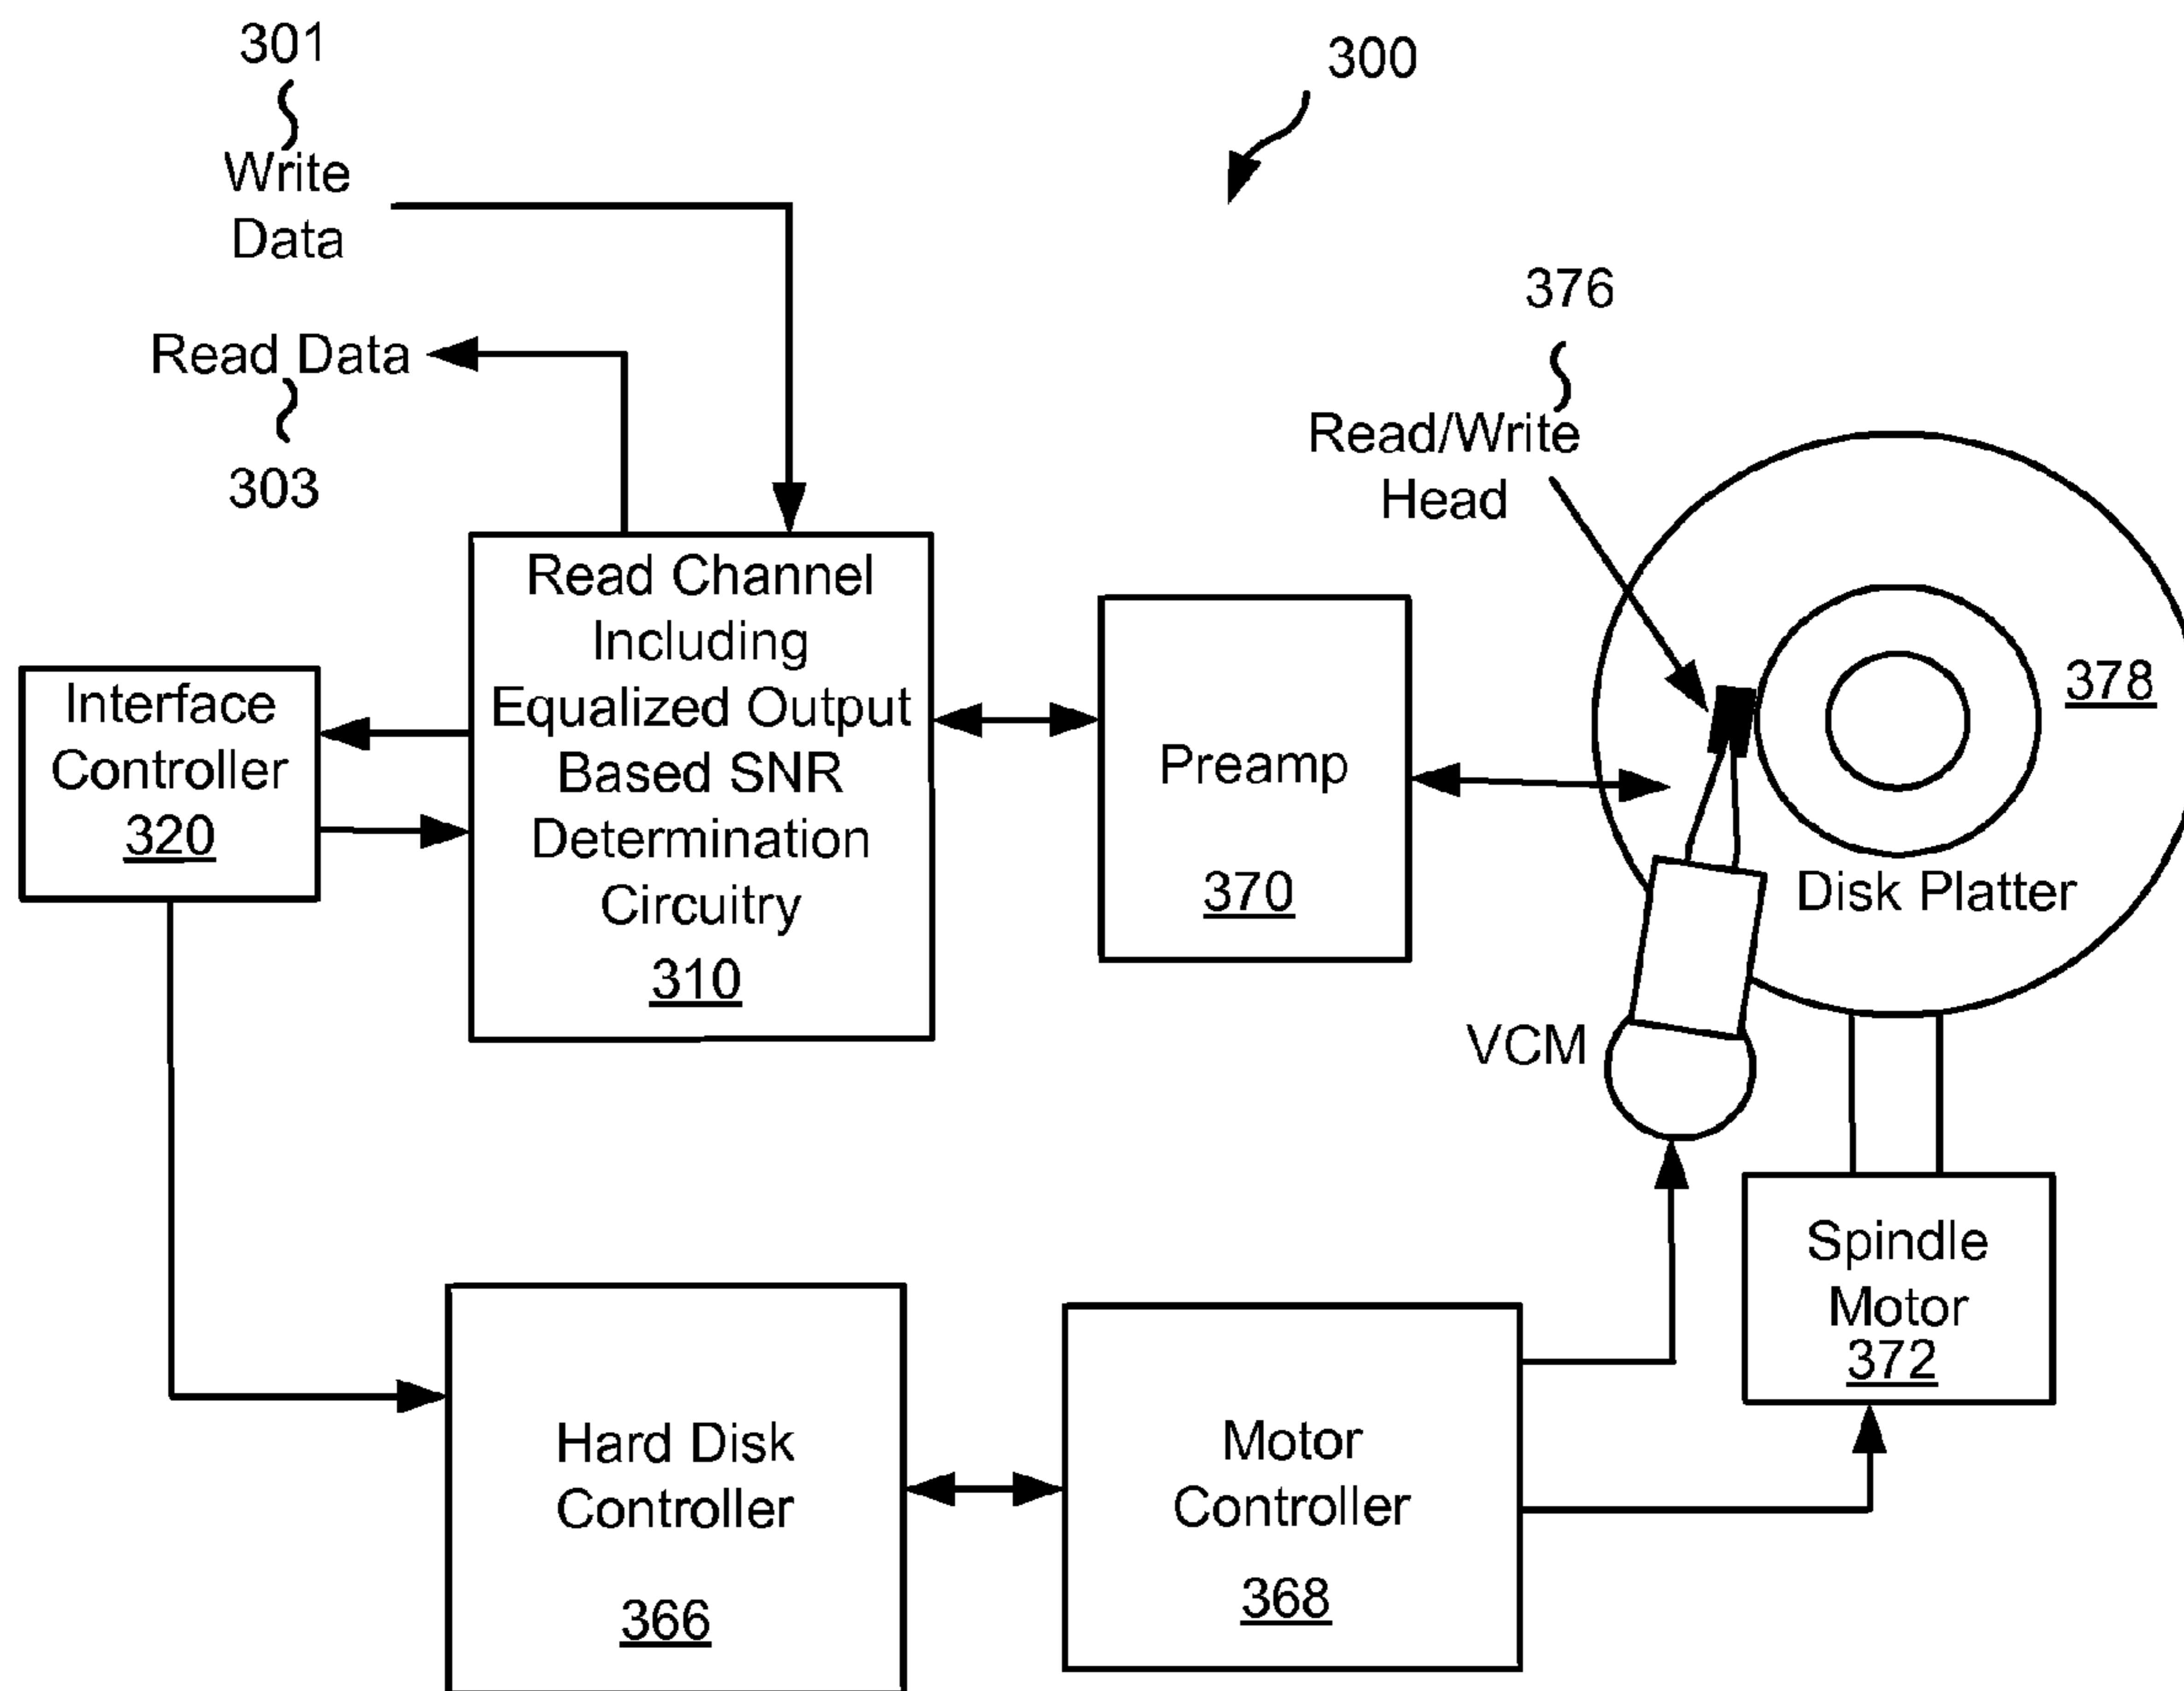 301
Write
Data
300
Read Data
303
376
Read/Write
Head
Read Channel
Including
Equalized Output
Based SNR
Determination
Circuitry
310
Interface
Controller
320
Preamp
370
378
Disk Platter
VCM
Spindle
Motor
372
Hard Disk
Controller
366
Motor
Controller
368